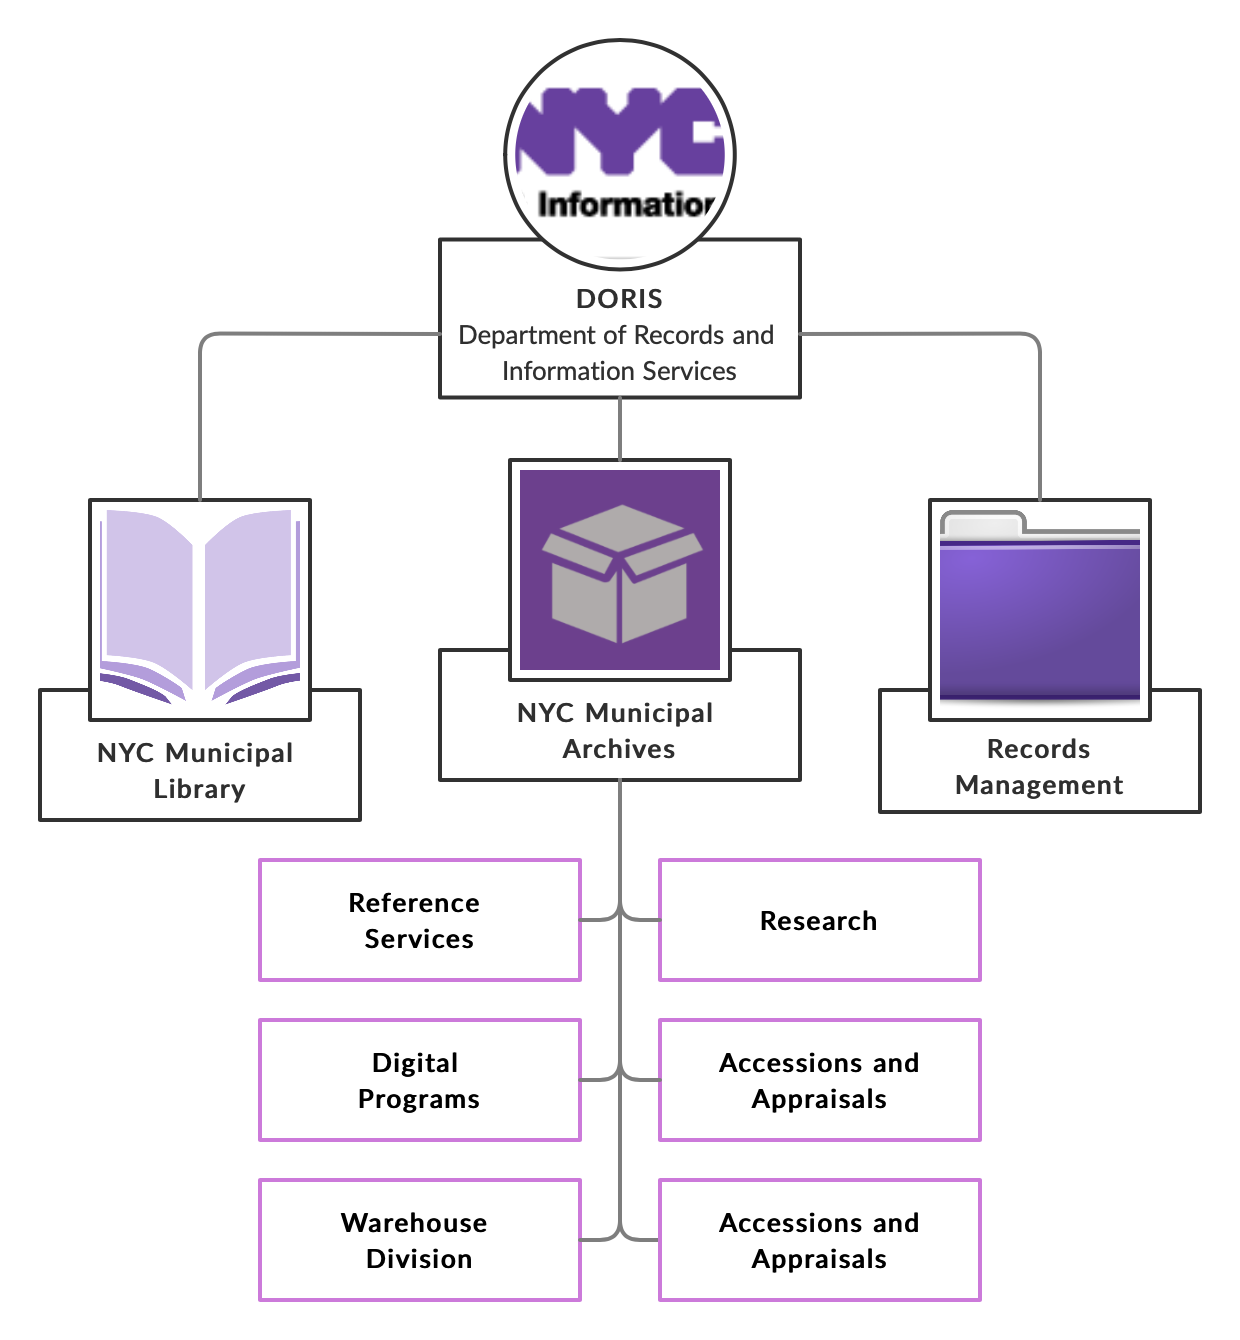 NYC
Information
DORIS
Department of Records and
Information Services
NYC Municipal
Library
NYC Municipal
Archives
Records
Management
Reference
Services
Research
Digital
Programs
Accessions and
Appraisals
Warehouse
Division
Accessions and
Appraisals